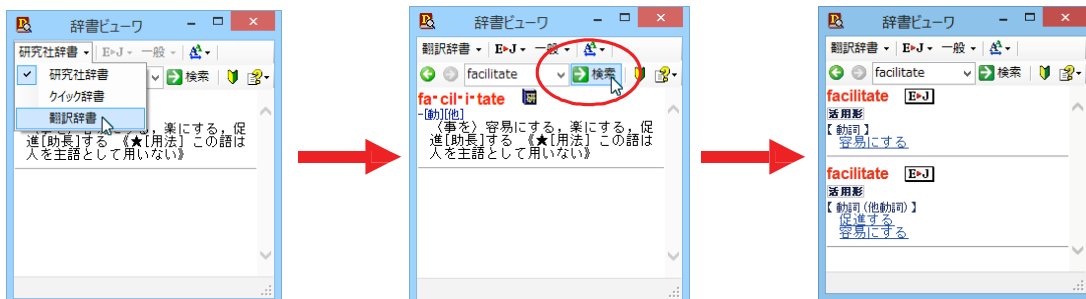 辞書ビューワ
研究社辞書 E▸J 一般 A
研究社辞書
検索
クイック辞書
翻訳辞書
〈事を〉容易にする，楽にする，促
進[助長]する 《★[用法] この語は
人を主語として用いない》
辞書ビューワ
翻訳辞書 E▸J 一般 A
facilitate 検索
fa･cil･i･tate
-[動][他]
〈事を〉容易にする，楽にする，促
進[助長]する 《★[用法] この語は
人を主語として用いない》
辞書ビューワ
翻訳辞書 E▸J 一般 A
facilitate 検索
facilitate E▸J
活用形
【 動詞 】
容易にする
facilitate E▸J
活用形
【 動詞 (他動詞) 】
促進する
容易にする